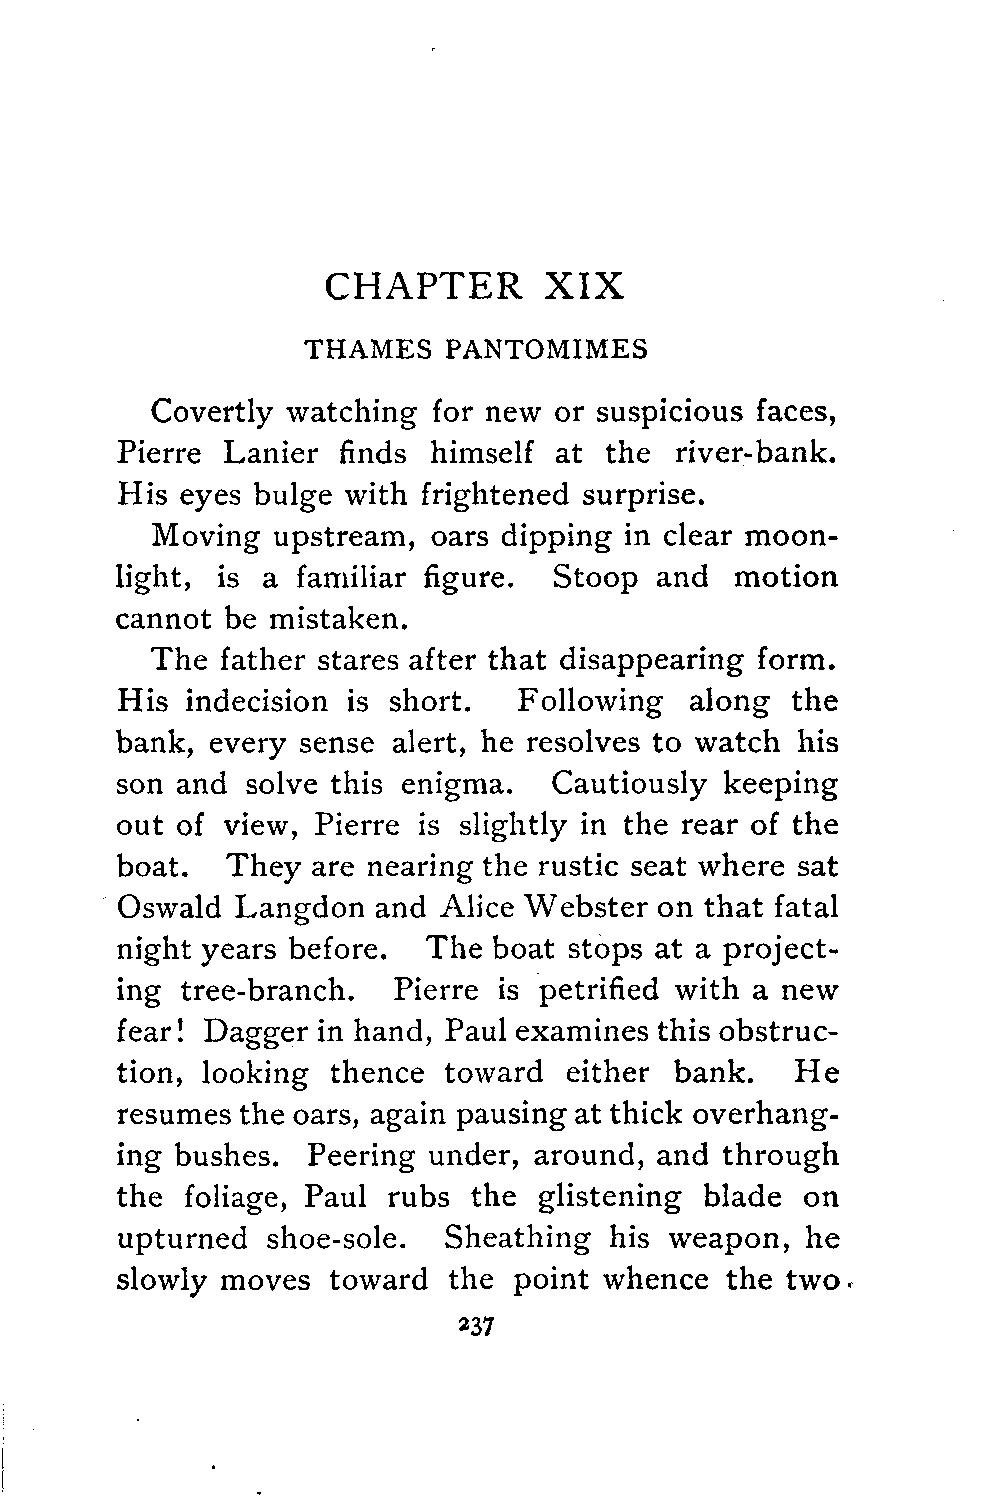 CHAPTER XIX
THAMES PANTOMIMES
Covertly watching for new or suspicious faces,
Pierre Lanier finds himself at the river-bank.
His eyes bulge with frightened surprise.
Moving upstream, oars dipping in clear moon-
light, is a familiar figure. Stoop and motion
cannot be mistaken.
The father stares after that disappearing form.
His indecision is short. Following along the
bank, every sense alert, he resolves to watch his
son and solve this enigma. Cautiously keeping
out of view, Pierre is slightly in the rear of the
boat. They are nearing the rustic seat where sat
Oswald Langdon and Alice Webster on that fatal
night years before. The boat stops at a project-
ing tree-branch. Pierre is petrified with a new
fear! Dagger in hand, Paul examines this obstruc-
tion, looking thence toward either bank. He
resumes the oars, again pausing at thick overhang-
ing bushes. Peering under, around, and through
the foliage, Paul rubs the glistening blade on
upturned shoe-sole. Sheathing his weapon, he
slowly moves toward the point whence the two
237